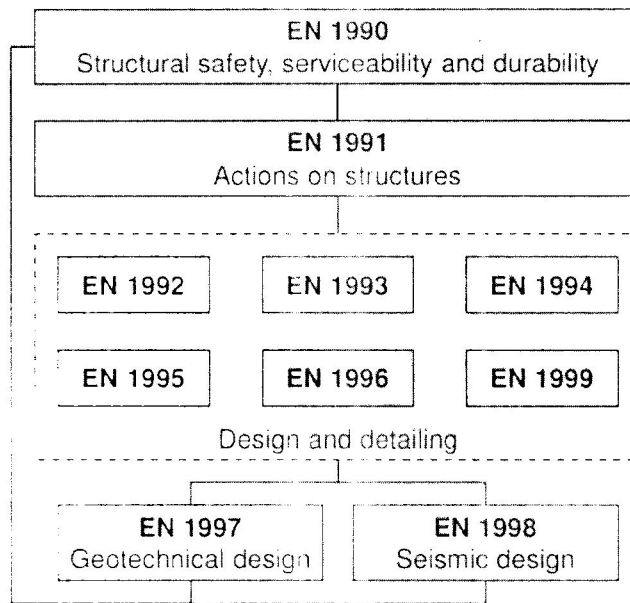 EN 1990
Structural safety, serviceability and durability
EN 1991
Actions on structures
EN 1992
EN 1993
EN 1994
EN 1995
EN 1996
EN 1999
Design and detailing
EN 1997
Geotechnical design
EN 1998
Seismic design